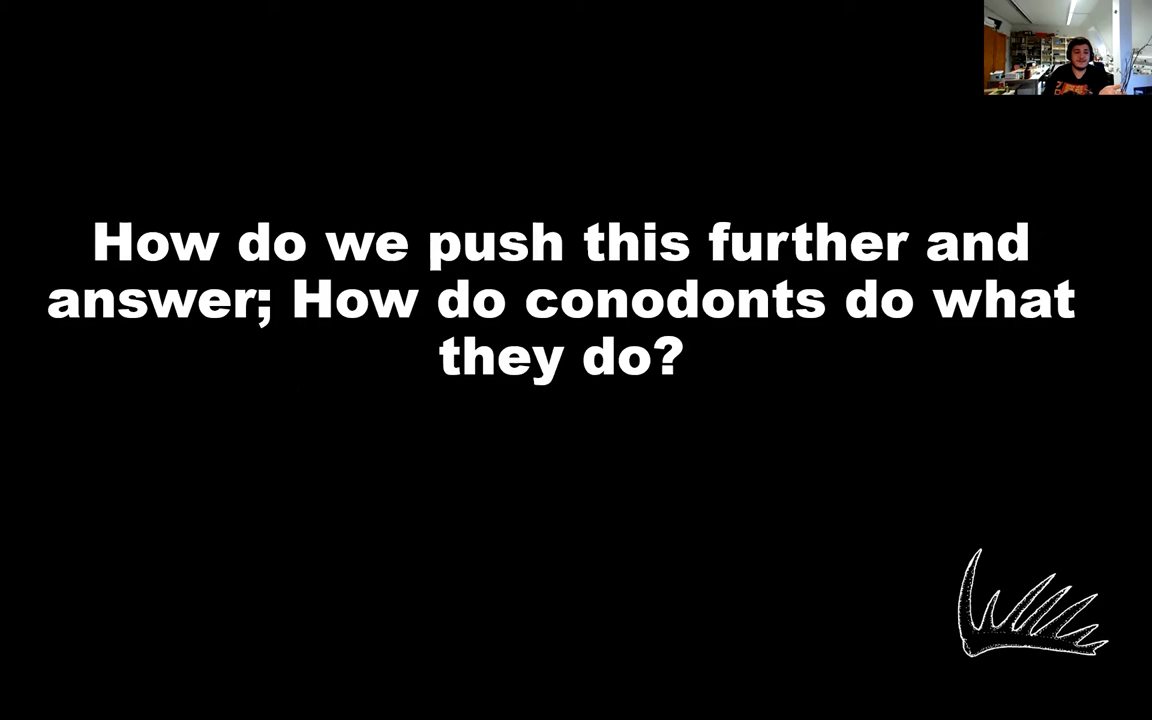 How do we push this further and
answer; How do conodonts do what
they do?